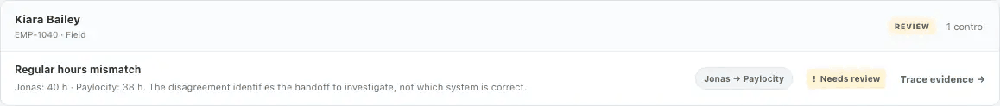 Kiara Bailey
EMP-1040 · Field
REVIEW
1 control
Regular hours mismatch
Jonas: 40 h · Paylocity: 38 h. The disagreement identifies the handoff to investigate, not which system is correct.
Jonas → Paylocity
! Needs review
Trace evidence →